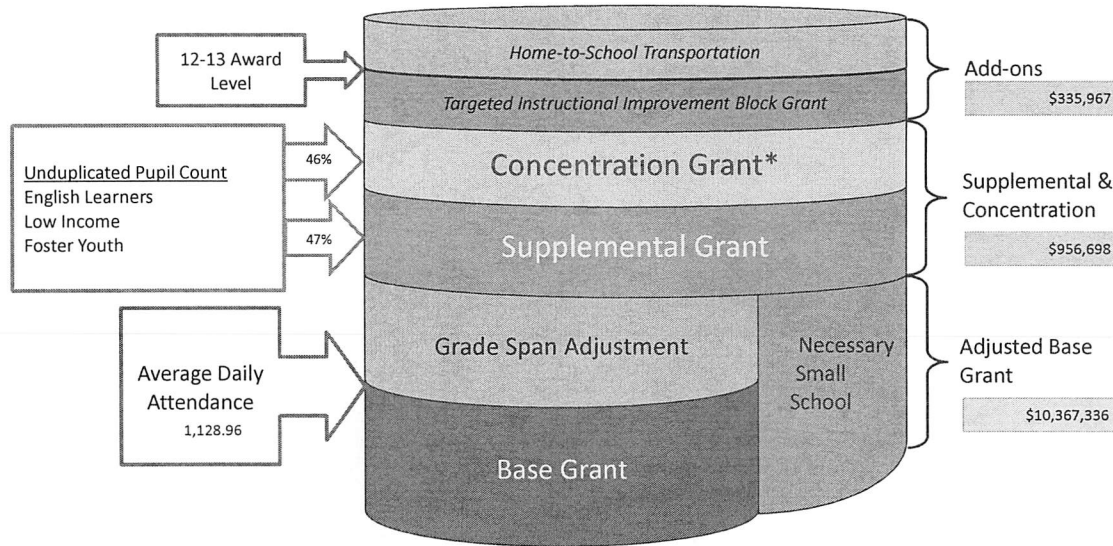 12-13 Award
Level
Home-to-School Transportation
Targeted Instructional Improvement Block Grant
Add-ons
$335,967
Unduplicated Pupil Count
English Learners
Low Income
Foster Youth
46%
47%
Concentration Grant*
Supplemental Grant
Supplemental &
Concentration
$956,698
Average Daily
Attendance
1,128.96
Grade Span Adjustment
Base Grant
Necessary
Small
School
Adjusted Base
Grant
$10,367,336